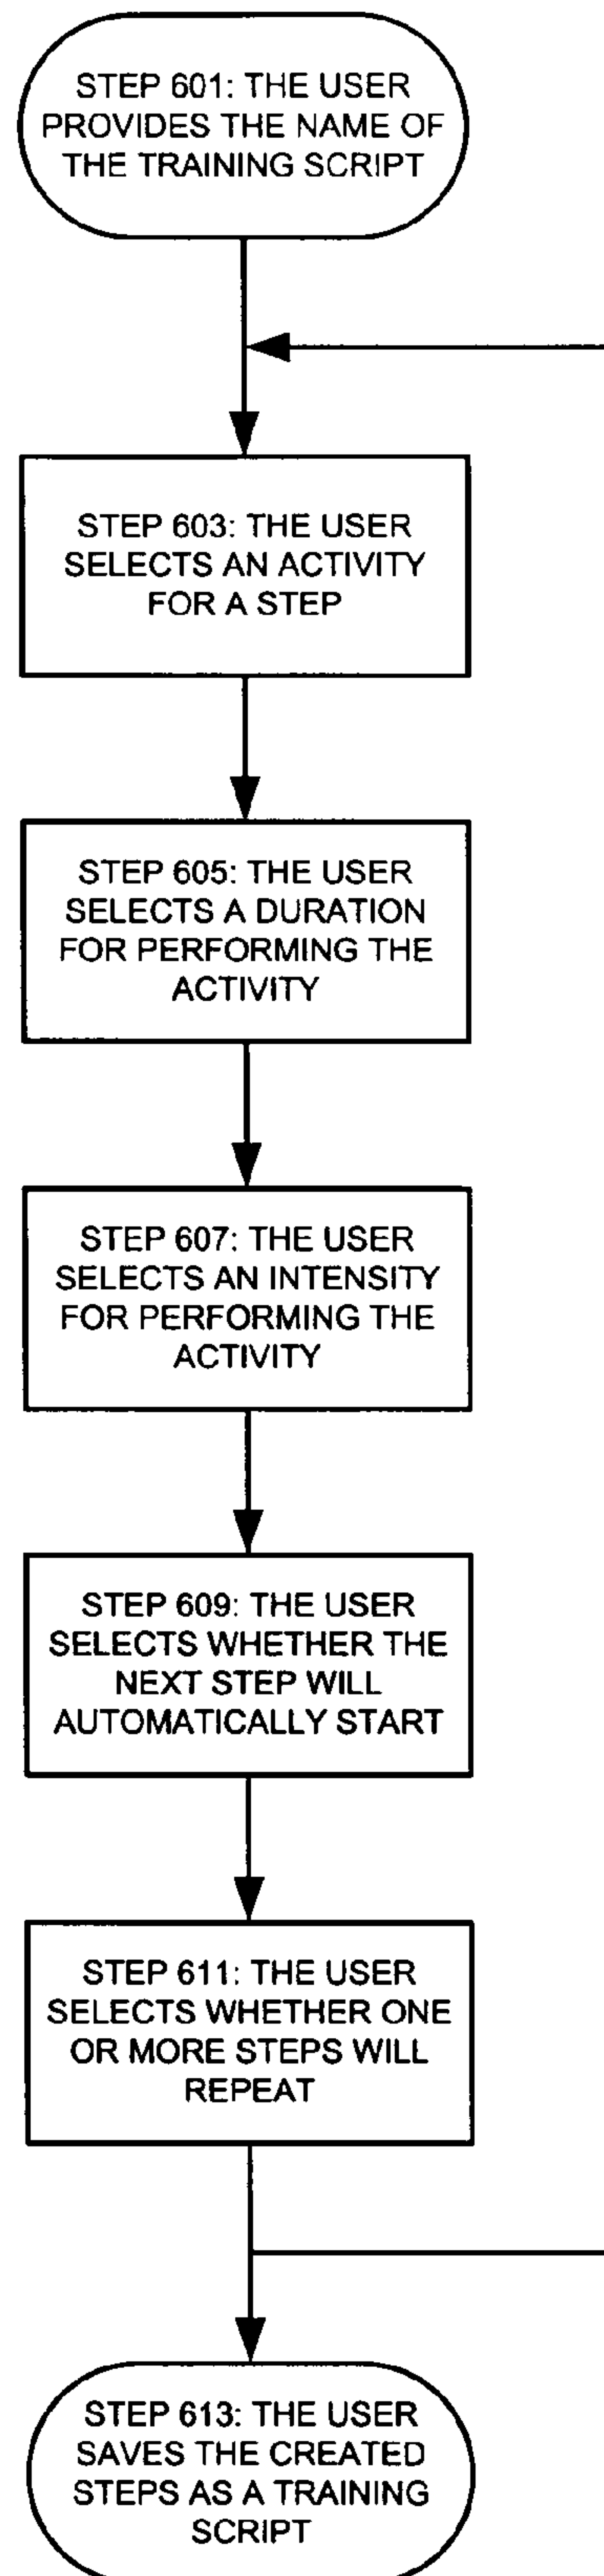 STEP 601: THE USER
PROVIDES THE NAME OF
THE TRAINING SCRIPT
STEP 603: THE USER
SELECTS AN ACTIVITY
FOR A STEP
STEP 605: THE USER
SELECTS A DURATION
FOR PERFORMING THE
ACTIVITY
STEP 607: THE USER
SELECTS AN INTENSITY
FOR PERFORMING THE
ACTIVITY
STEP 609: THE USER
SELECTS WHETHER THE
NEXT STEP WILL
AUTOMATICALLY START
STEP 611: THE USER
SELECTS WHETHER ONE
OR MORE STEPS WILL
REPEAT
STEP 613: THE USER
SAVES THE CREATED
STEPS AS A TRAINING
SCRIPT